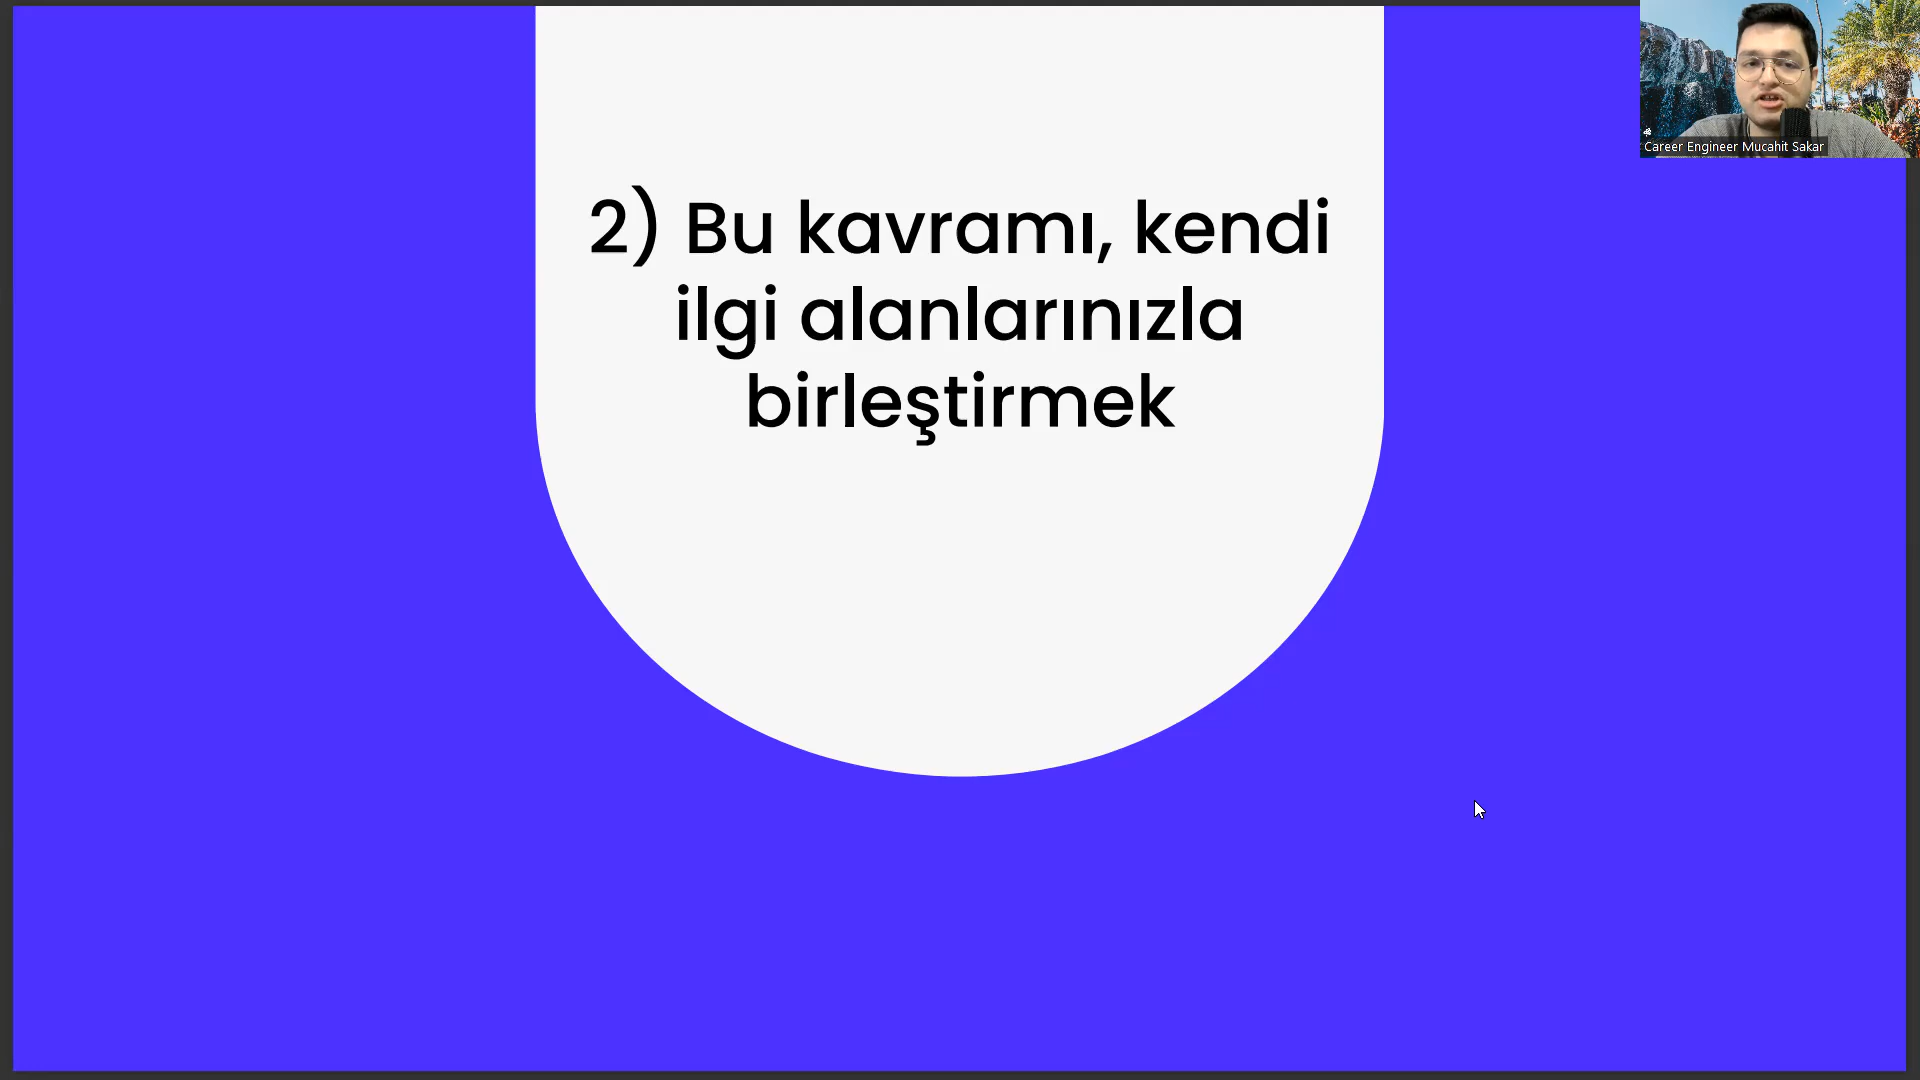 Career Engineer Mucahit Sakar
2) Bu kavramı, kendi
ilgi alanlarınızla
birleştirmek